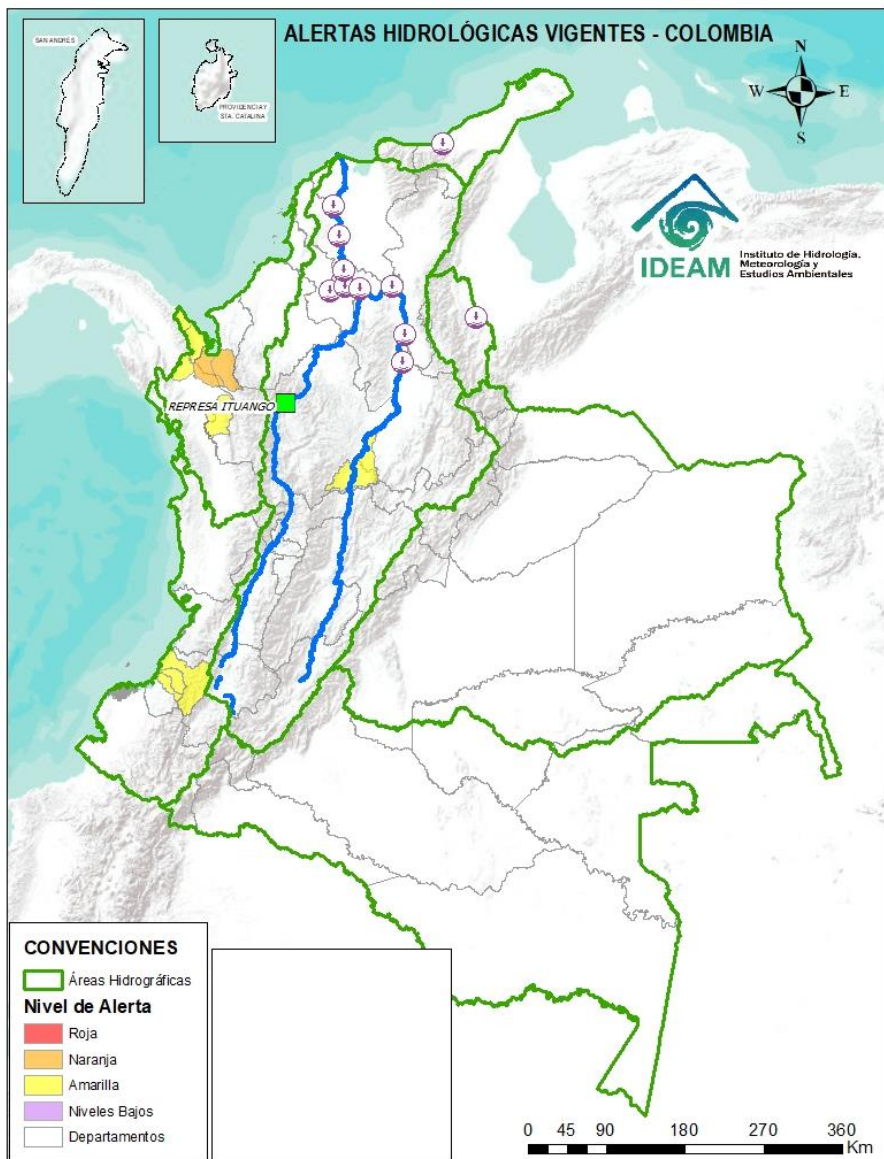 ALERTAS HIDROLÓGICAS VIGENTES - COLOMBIA
SAN ANDRÉS
PROVIDENCIA Y
STA. CATALINA
N
W
E
S
IDEAM
Instituto de Hidrología,
Meteorología y
Estudios Ambientales
REPRESA ITUANGO
CONVENCIONES
Áreas Hidrográficas
Nivel de Alerta
Roja
Naranja
Amarilla
Niveles Bajos
Departamentos
0 45 90 180 270 360
Km